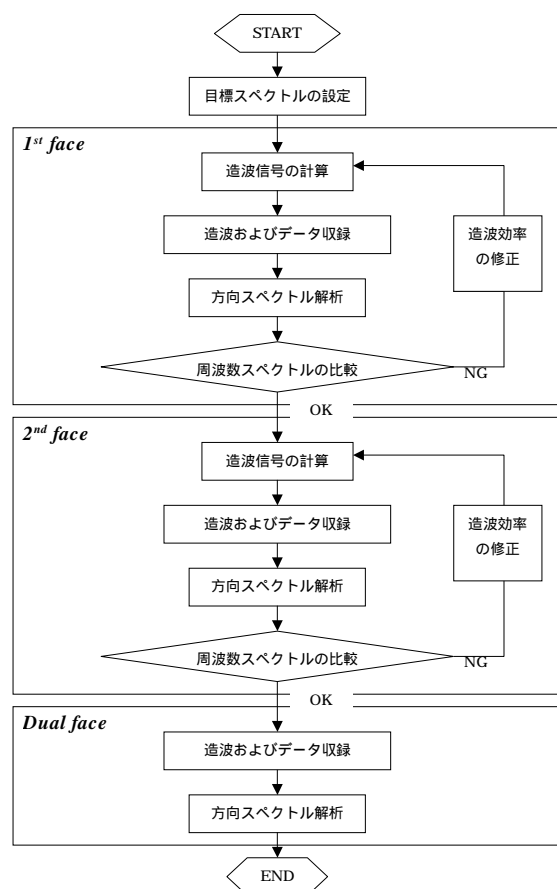 START
目標スペクトルの設定
1st face
造波信号の計算
造波およびデータ収録
造波効率
の修正
方向スペクトル解析
周波数スペクトルの比較
NG
OK
2nd face
造波信号の計算
造波およびデータ収録
造波効率
の修正
方向スペクトル解析
周波数スペクトルの比較
NG
OK
Dual face
造波およびデータ収録
方向スペクトル解析
END